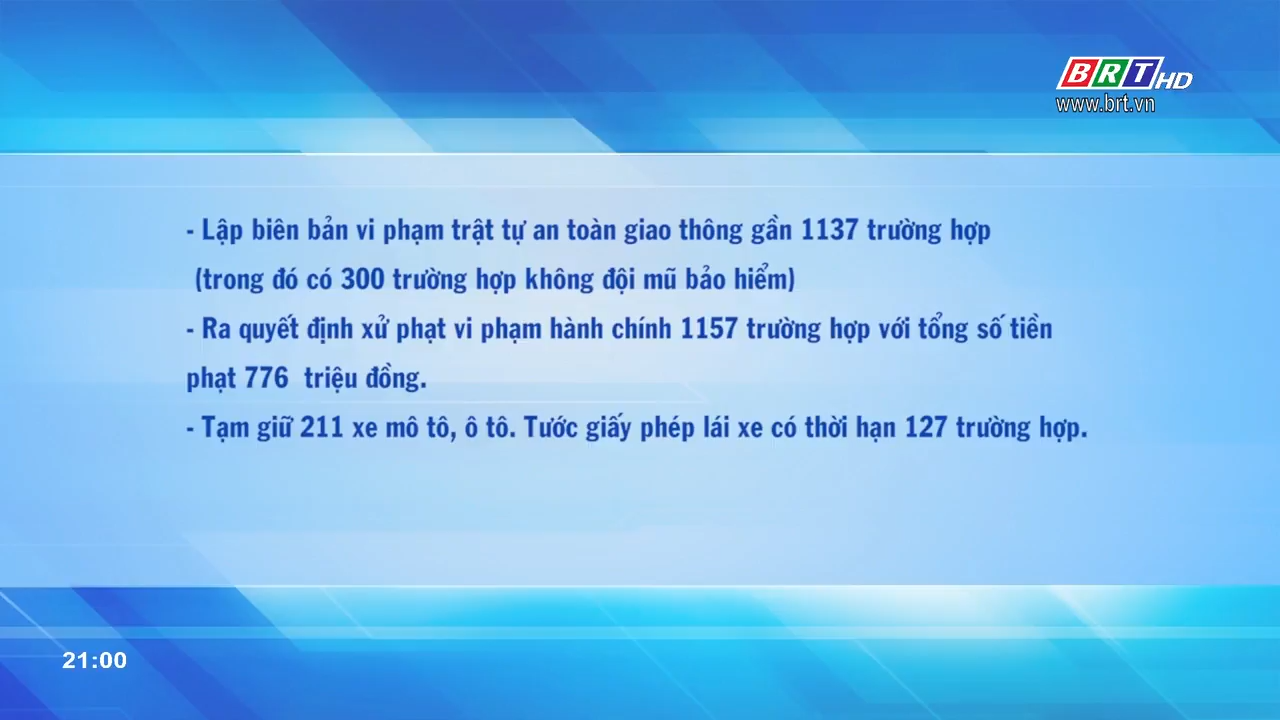 BRT HD
www.brt.vn
- Lập biên bản vi phạm trật tự an toàn giao thông gần 1137 trường hợp
(trong đó có 300 trường hợp không đội mũ bảo hiểm)
- Ra quyết định xử phạt vi phạm hành chính 1157 trường hợp với tổng số tiền
phạt 776  triệu đồng.
- Tạm giữ 211 xe mô tô, ô tô. Tước giấy phép lái xe có thời hạn 127 trường hợp.
21:00